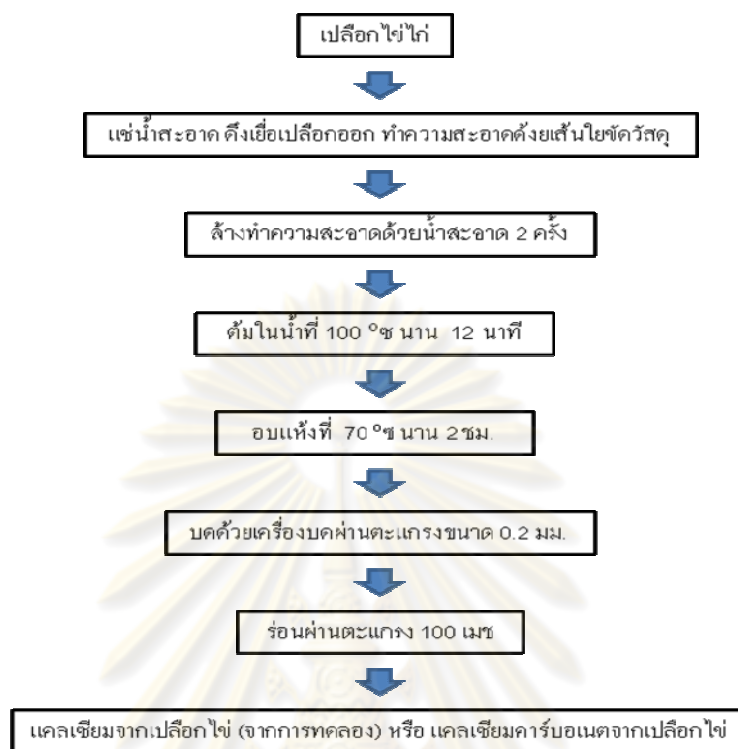 เปลือกไข่ไก่
แช่น้ำสะอาด ดึงเยื่อเปลือกออก ทำความสะอาดด้งยเส้นใยขัดวัสดุ
ล้างทำความสะอาดด้วยน้ำสะอาด 2 ครั้ง
ต้มในน้ำที่ 100 °ซ นาน 12 นาที
อบแห้งที่ 70 °ซ นาน 2 ชม.
บดด้วยเครื่องบดผ่านตะแกรงขนาด 0.2 มม.
ร่อนผ่านตะแกรง 100 เมช
แคลเซียมจากเปลือกไข่ (จากการทดลอง) หรือ แคลเซียมคาร์บอเนตจากเปลือกไข่